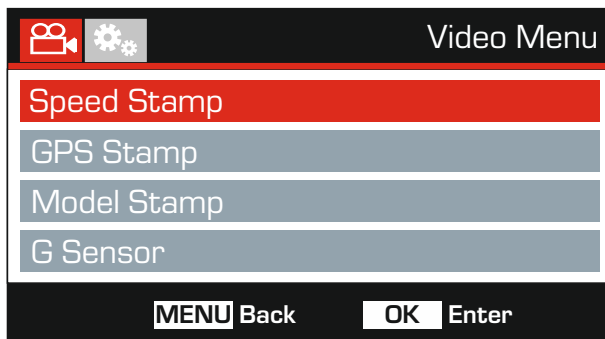 Video Menu
Speed Stamp
GPS Stamp
Model Stamp
G Sensor
MENU Back OK Enter